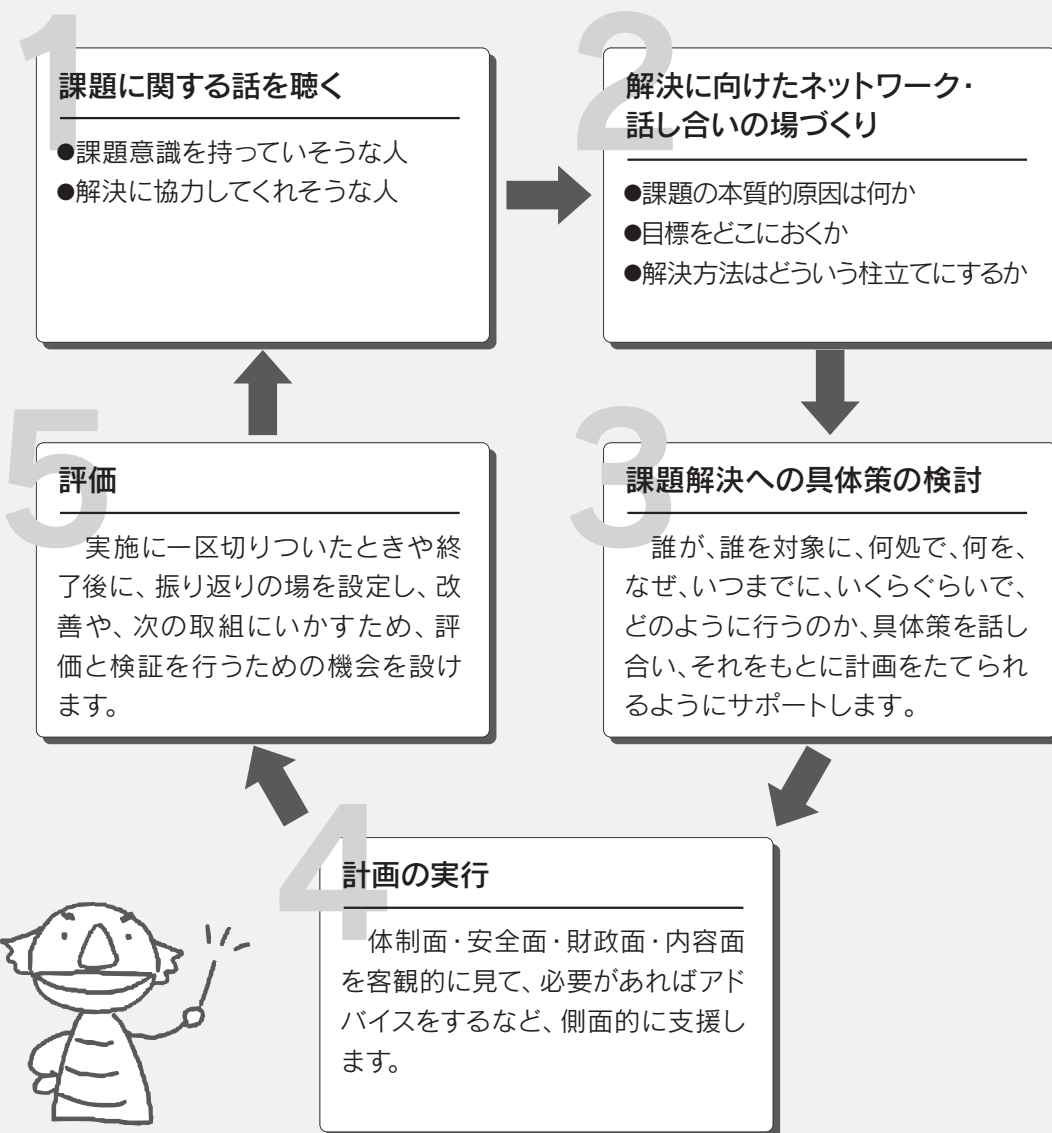 1
課題に関する話を聴く
●課題意識を持っていそうな人
●解決に協力してくれそうな人
2
解決に向けたネットワーク・
話し合いの場づくり
●課題の本質的原因は何か
●目標をどこにおくか
●解決方法はどういう柱立てにするか
3
課題解決への具体策の検討
　誰が、誰を対象に、何処で、何を、
なぜ、いつまでに、いくらぐらいで、
どのように行うのか、具体策を話し
合い、それをもとに計画をたてられ
るようにサポートします。
4
計画の実行
　体制面・安全面・財政面・内容面
を客観的に見て、必要があればアド
バイスをするなど、側面的に支援し
ます。
5
評価
　実施に一区切りついたときや終
了後に、振り返りの場を設定し、改
善や、次の取組にいかすため、評
価と検証を行うための機会を設け
ます。